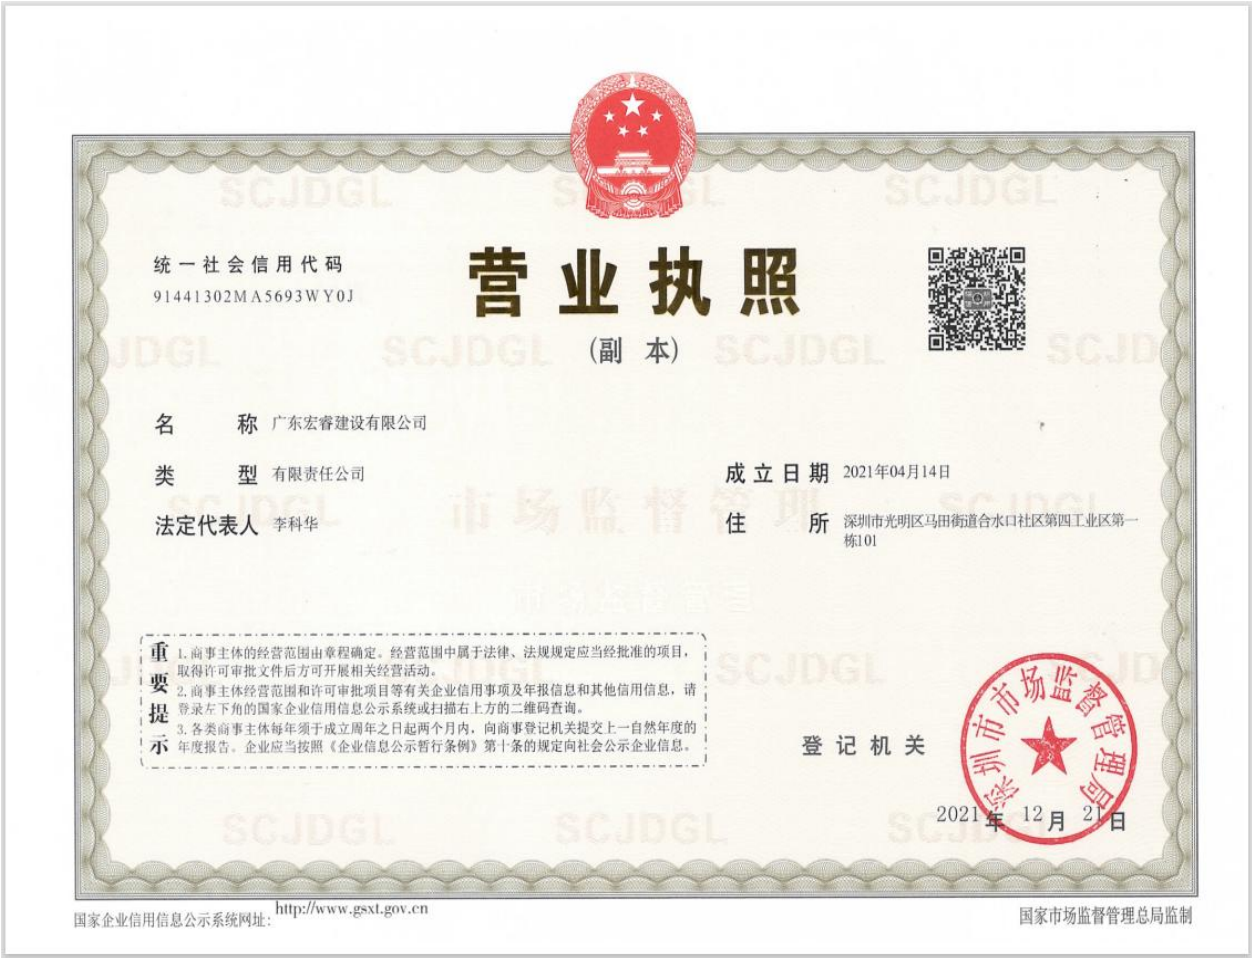 统一社会信用代码
91441302MA5693WY0J
营业执照
(副 本)
名 称 广东宏睿建设有限公司
类 型 有限责任公司
法定代表人 李科华
成立日期 2021年04月14日
住 所 深圳市光明区马田街道合水口社区第四工业区第一
栋101
重要提示
1. 商事主体的经营范围由章程确定。经营范围中属于法律、法规规定应当经批准的项目，
取得许可审批文件后方可开展相关经营活动。
2. 商事主体经营范围和许可审批项目等有关企业信用事项及年报信息和其他信用信息，请
登录左下角的国家企业信用信息公示系统或扫描右上方的二维码查询。
3. 各类商事主体每年须于成立周年之日起两个月内，向商事登记机关提交上一自然年度的
年度报告。企业应当按照《企业信息公示暂行条例》第十条的规定向社会公示企业信息。
登记机关
深圳市市场监督管理局
2021年 12月 21日
国家企业信用信息公示系统网址： http://www.gsxt.gov.cn
国家市场监督管理总局监制
SCJDGL
市场监督管理